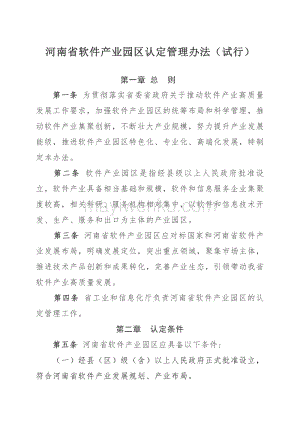 河南省软件产业园区认定管理办法（试行）
第一章 总 则
第一条 为贯彻落实省委省政府关于推动软件产业高质量
发展工作要求，加强软件产业园区的统筹布局和科学管理，推
动软件产业集聚创新，不断壮大产业规模，努力提升产业发展
能级，推进软件产业园区特色化、专业化、高端化发展，特制
定本办法。
第二条 软件产业园区是指经县级以上人民政府批准设
立，软件产业具备相当基础和规模，软件和信息服务企业集聚
度较高，相关科研、服务机构相对集中，以软件和信息技术开
发、生产、服务和出口为主体的产业园区。
第三条 河南省软件产业园区应对标国家和河南省软件产
业发展布局，明确发展定位，突出重点领域，聚集市场主体，
推进技术产品创新和成果转化，完善产业生态，引领带动我省
软件产业高质量发展。
第四条 省工业和信息化厅负责河南省软件产业园区的认
定管理工作。
第二章 认定条件
第五条 河南省软件产业园区应具备以下条件：
（一）经县（区）级（含）以上人民政府正式批准设立，
符合河南省软件产业发展规划、产业布局。